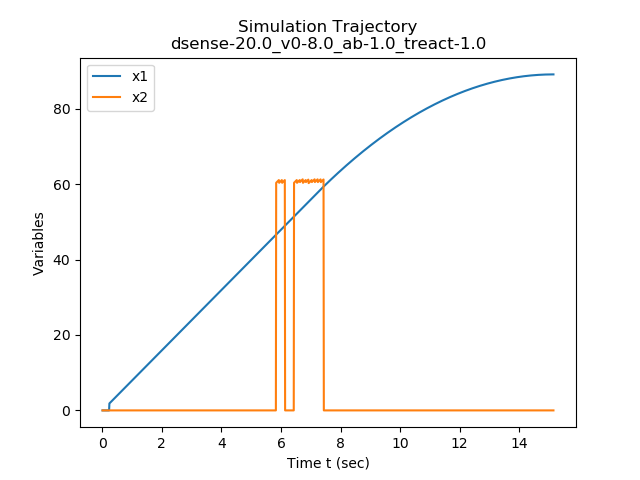 Simulation Trajectory
dsense-20.0_v0-8.0_ab-1.0_treact-1.0
x1
x2
80
60
40
20
0
Variables
0 2 4 6 8 10 12 14
Time t (sec)